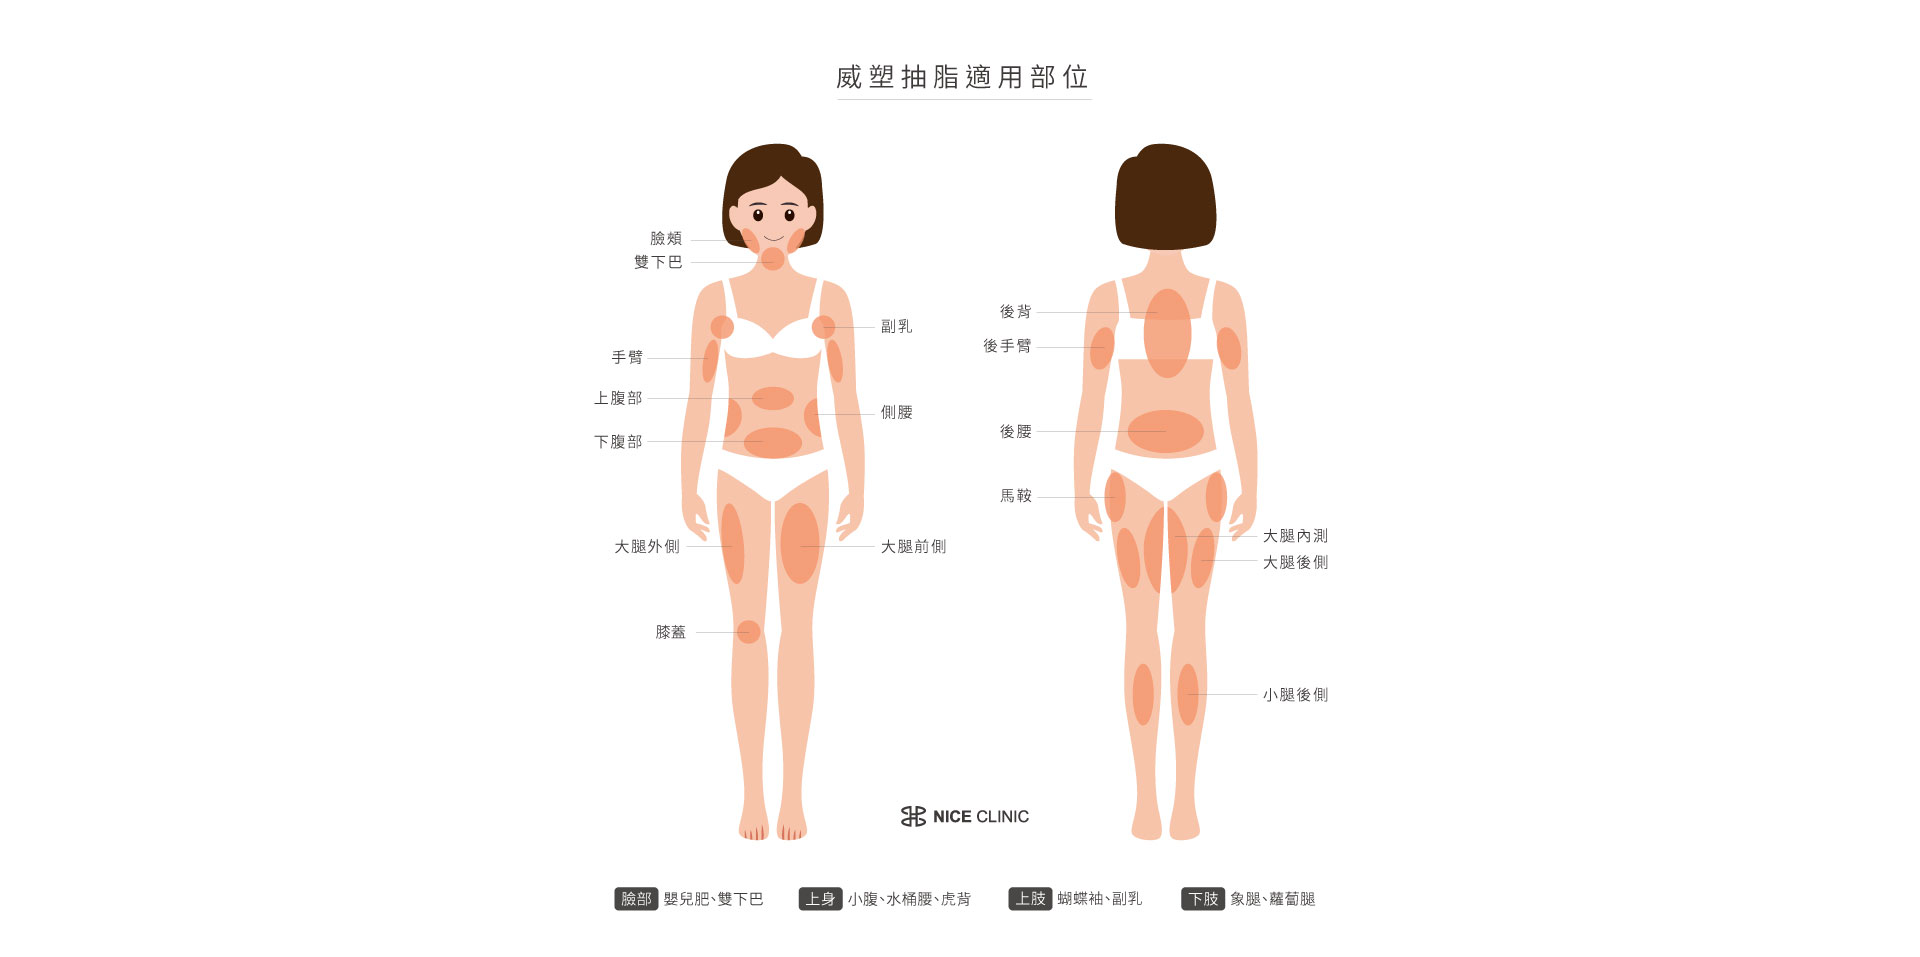 威塑抽脂適用部位
臉頰
雙下巴
副乳
手臂
上腹部
側腰
下腹部
大腿外側
大腿前側
膝蓋
後背
後手臂
後腰
馬鞍
大腿內測
大腿後側
小腿後側
NICE CLINIC
臉部 嬰兒肥、雙下巴 上身 小腹、水桶腰、虎背 上肢 蝴蝶袖、副乳 下肢 象腿、蘿蔔腿